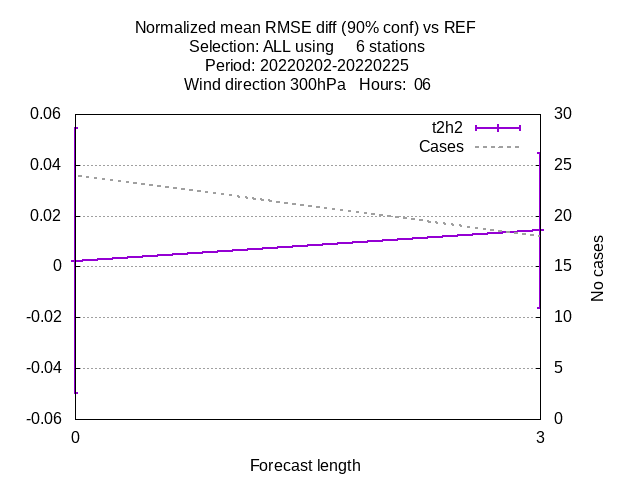 Normalized mean RMSE diff (90% conf) vs REF
Selection: ALL using     6 stations
Period: 20220202-20220225
Wind direction 300hPa   Hours:  06
t2h2
Cases
0.06
0.04
0.02
0
-0.02
-0.04
-0.06
30
25
20
15
10
5
0
No cases
0
3
Forecast length